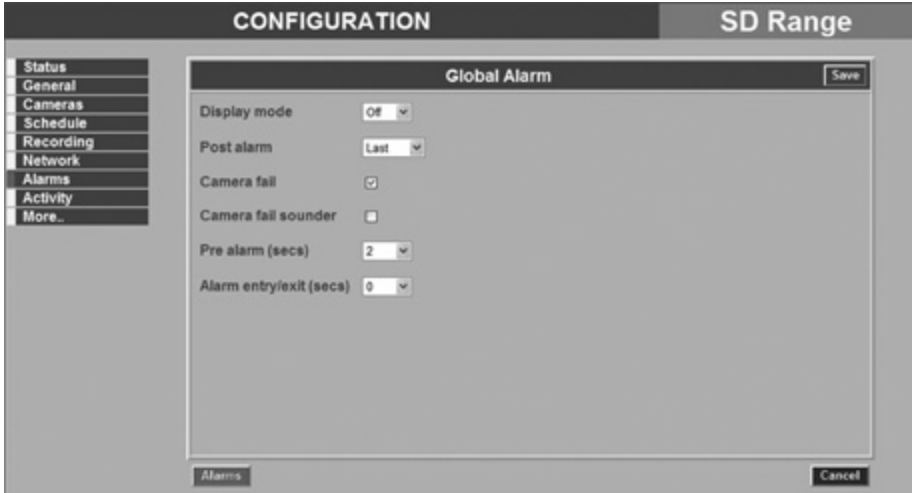 CONFIGURATION
SD Range
Status
General
Cameras
Schedule
Recording
Network
Alarms
Activity
More..
Global Alarm
Save
Display mode
Off
Post alarm
Last
Camera fail
Camera fail sounder
Pre alarm (secs)
2
Alarm entry/exit (secs)
0
Alarms
Cancel